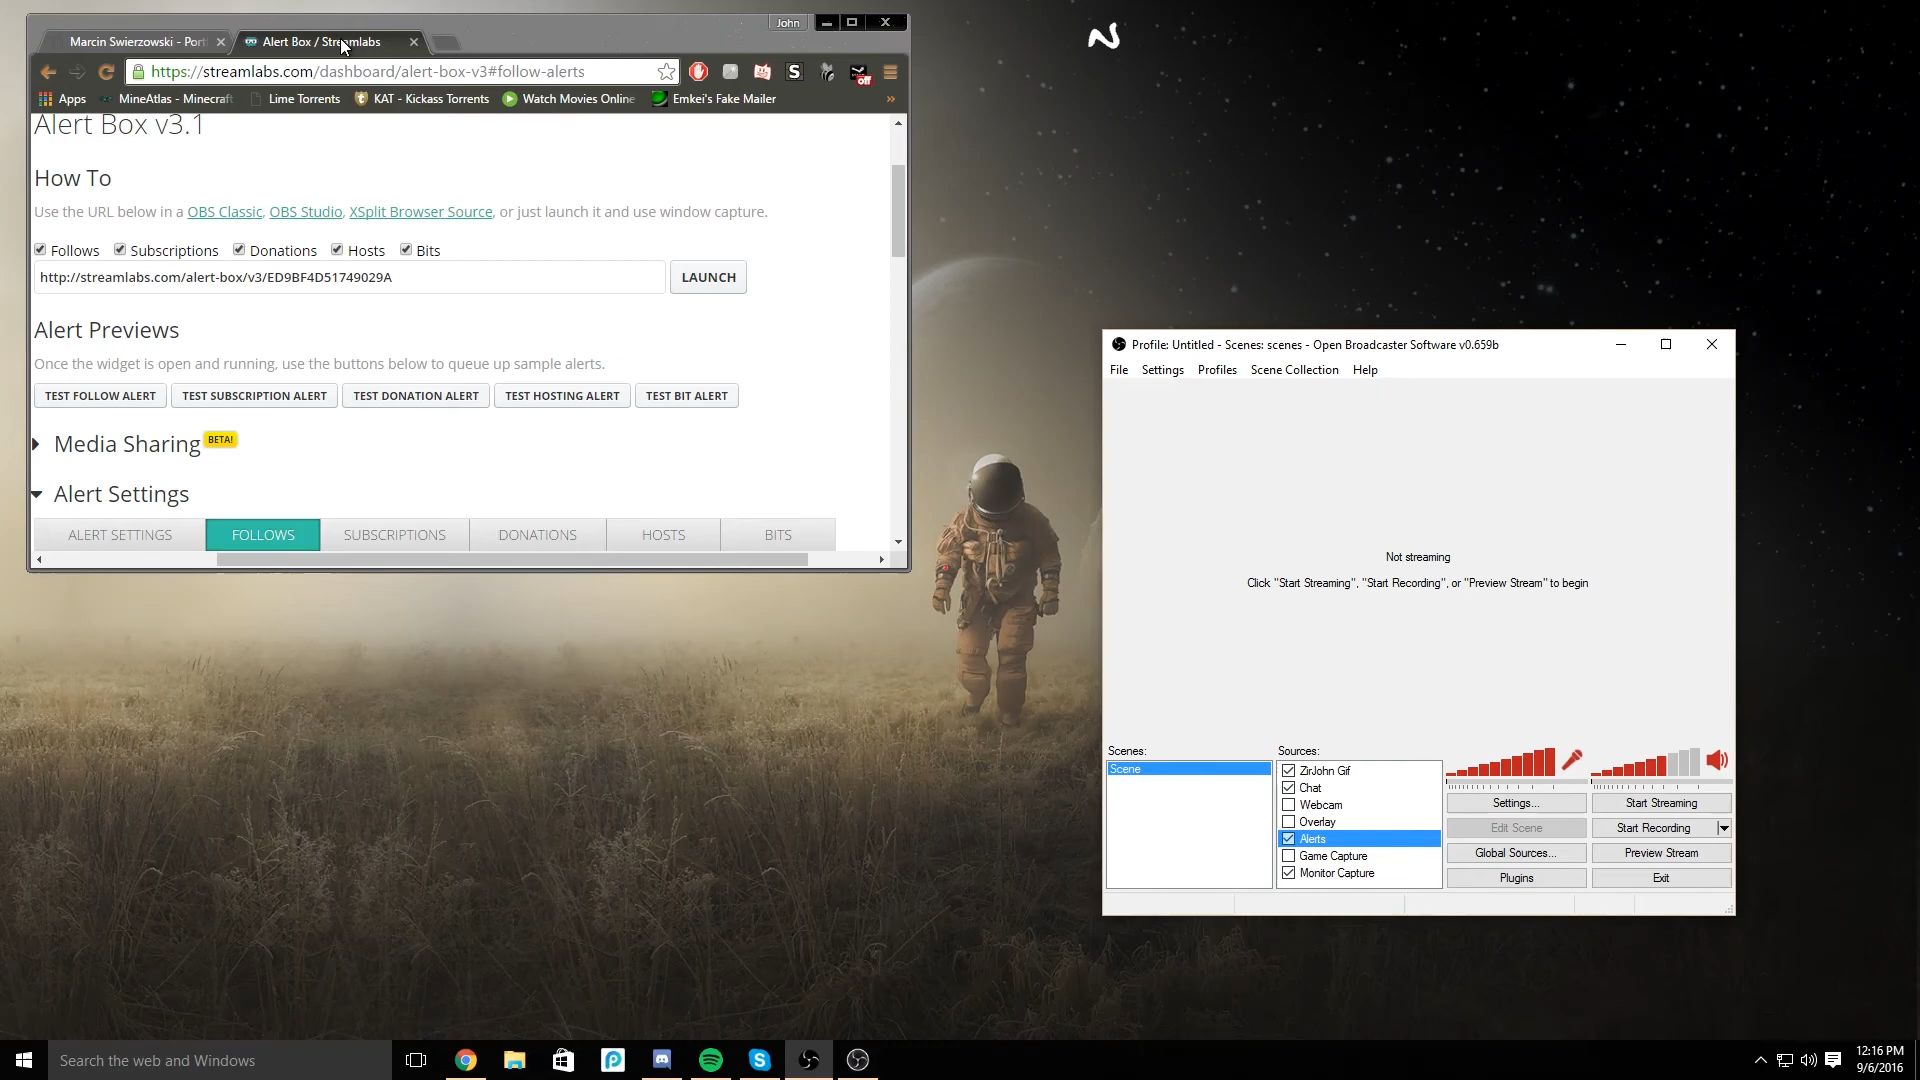 John
Marcin Swierzowski - Port
Alert Box / Streamlabs
https://streamlabs.com/dashboard/alert-box-v3#follow-alerts
S
off
Apps
MineAtlas - Minecraft
Lime Torrents
KAT - Kickass Torrents
Watch Movies Online
Emkei's Fake Mailer
»
Alert Box v3.1
How To
Use the URL below in a OBS Classic, OBS Studio, XSplit Browser Source, or just launch it and use window capture.
Follows Subscriptions Donations Hosts Bits
http://streamlabs.com/alert-box/v3/ED9BF4D51749029A
LAUNCH
Alert Previews
Once the widget is open and running, use the buttons below to queue up sample alerts.
TEST FOLLOW ALERT TEST SUBSCRIPTION ALERT TEST DONATION ALERT TEST HOSTING ALERT TEST BIT ALERT
Media Sharing BETA!
Alert Settings
ALERT SETTINGS FOLLOWS SUBSCRIPTIONS DONATIONS HOSTS BITS
Profile: Untitled - Scenes: scenes - Open Broadcaster Software v0.659b
File Settings Profiles Scene Collection Help
Not streaming
Click "Start Streaming", "Start Recording", or "Preview Stream" to begin
Scenes:
Scene
Sources:
ZirJohn Gif
Chat
Webcam
Overlay
Alerts
Game Capture
Monitor Capture
Settings...
Start Streaming
Edit Scene
Start Recording
Global Sources...
Preview Stream
Plugins
Exit
Search the web and Windows
12:16 PM
9/6/2016